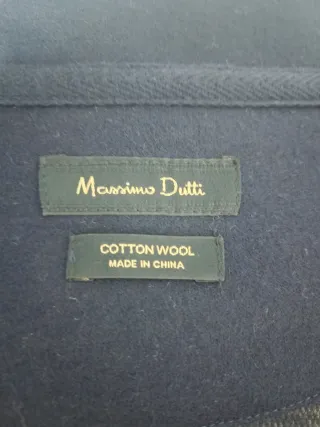 Massimo Dutti
COTTON WOOL
MADE IN CHINA